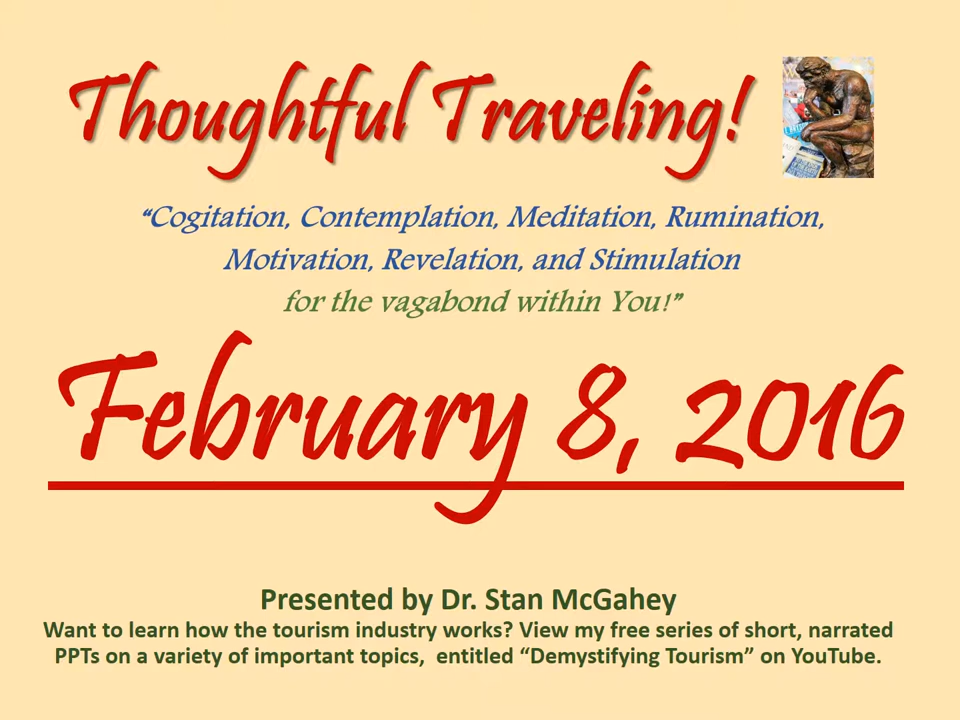 Thoughtful Traveling!
“Cogitation, Contemplation, Meditation, Rumination,
Motivation, Revelation, and Stimulation
for the vagabond within You!”
February 8, 2016
Presented by Dr. Stan McGahey
Want to learn how the tourism industry works? View my free series of short, narrated
PPTs on a variety of important topics,  entitled “Demystifying Tourism” on YouTube.